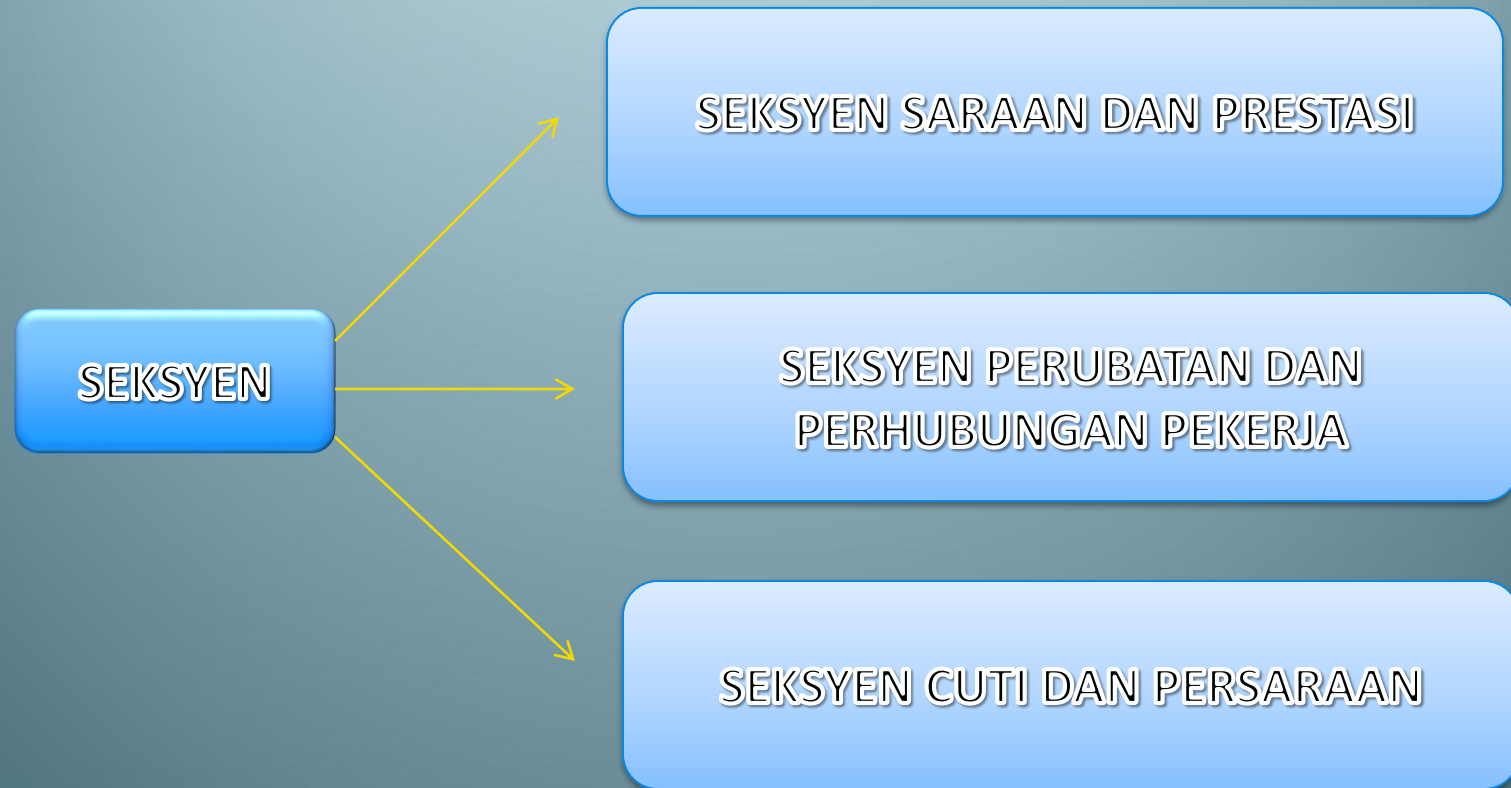 SEKSYEN SARAAN DAN PRESTASI
SEKSYEN
SEKSYEN PERUBATAN DAN
PERHUBUNGAN PEKERJA
SEKSYEN CUTI DAN PERSARAAN